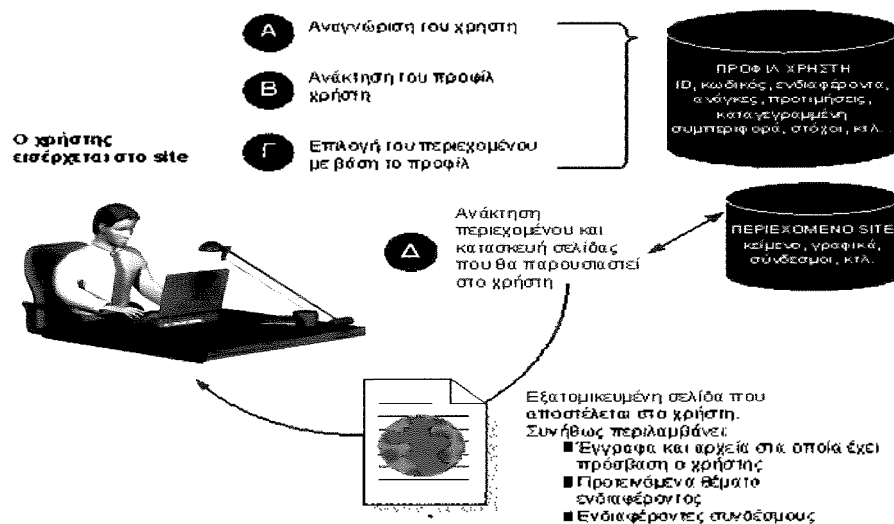 Α Αναγνώριση του χρήστη
Β Ανάκτηση του προφίλ
χρήστη
Γ Επιλογή του περιεχομένου
με βάση το προφίλ
ΠΡΟΦΙΛ ΧΡΗΣΤΗ
ID, κωδικός, ενδιαφέροντα,
ανάγκες, προτιμήσεις,
καταγεγραμμένη
συμπεριφορά, στόχοι, κτλ..
Ο χρήστης
εισέρχεται στο site
Δ Ανάκτηση
περιεχομένου και
κατασκευή σελίδας
που θα παρουσιαστεί
στο χρήστη
ΠΕΡΙΕΧΟΜΕΝΟ SITE
κείμενο, γραφικά,
σύνδεσμοι, κτλ.
Εξατομικευμένη σελίδα που
αποστέλεται στο χρήστη.
Συνήθως περιλαμβάνει:
■ Έγγραφα και αρχεία στα οποία έχει
πρόσβαση ο χρήστης
■ Προτεινόμενα θέματα
ενδιαφέροντος
■ Ενδιαφέροντες συνδέσμους